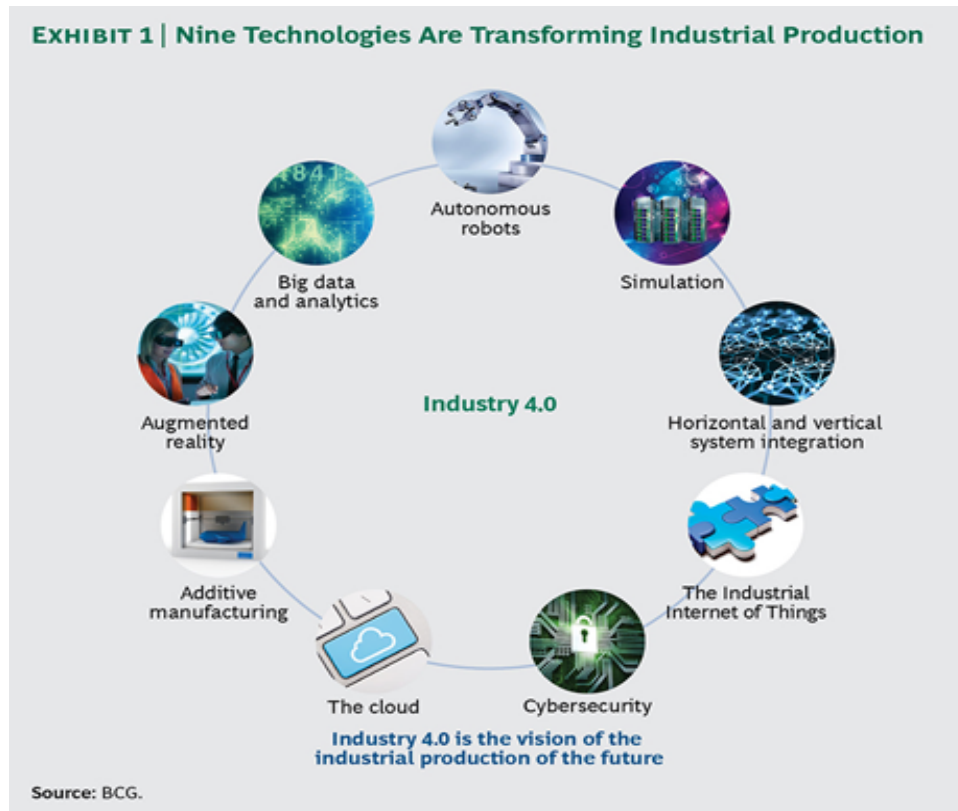 EXHIBIT 1 | Nine Technologies Are Transforming Industrial Production
Autonomous
robots
Simulation
Horizontal and vertical
system integration
The Industrial
Internet of Things
Cybersecurity
The cloud
Additive
manufacturing
Augmented
reality
Big data
and analytics
Industry 4.0
Industry 4.0 is the vision of the
industrial production of the future
Source: BCG.